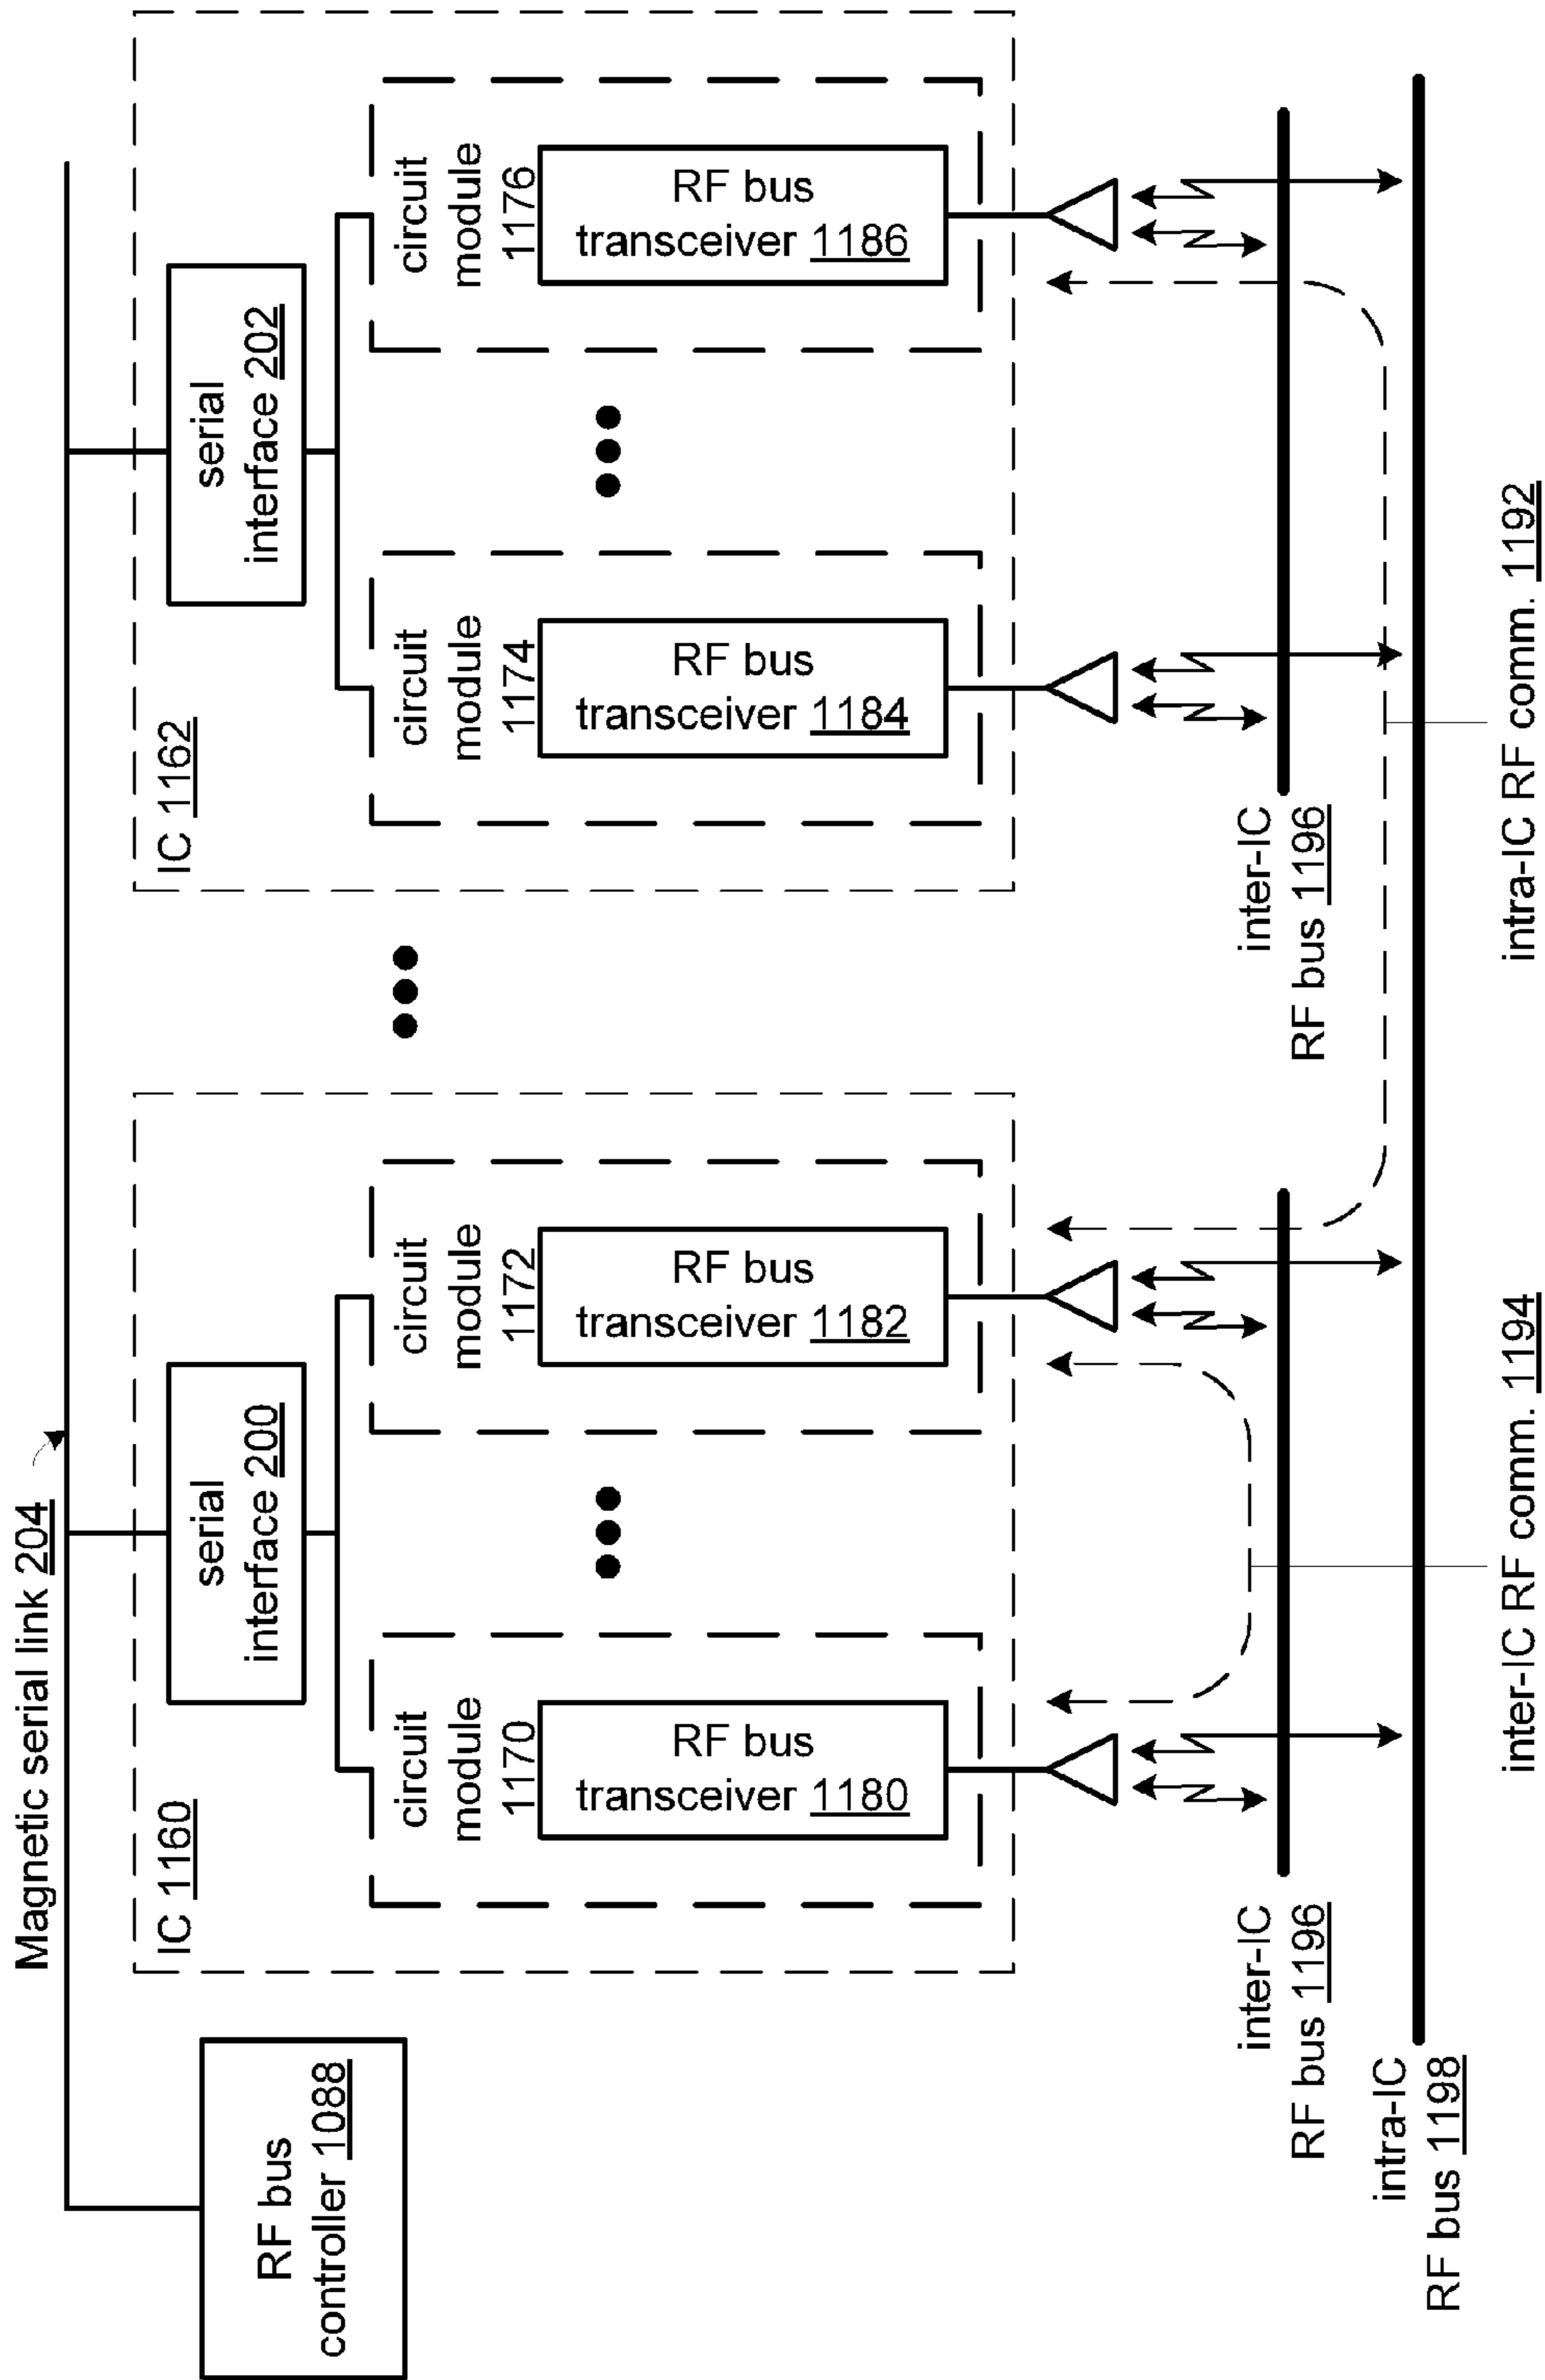 Magnetic serial link 204
RF bus
controller 1088
IC 1160
serial
interface 200
circuit
module
1170
RF bus
transceiver 1180
circuit
module
1172
RF bus
transceiver 1182
IC 1162
serial
interface 202
circuit
module
1174
RF bus
transceiver 1184
circuit
module
1176
RF bus
transceiver 1186
inter-IC
RF bus 1196
inter-IC
RF bus 1196
intra-IC
RF bus 1198
inter-IC RF comm. 1194
intra-IC RF comm. 1192